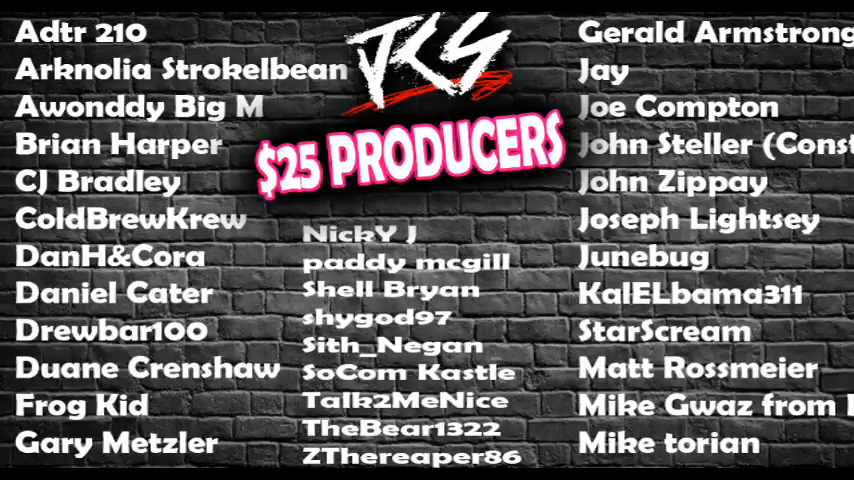 Adtr 210
Arknolia Strokelbean
Awonddy Big M
Brian Harper
CJ Bradley
ColdBrewKrew
DanH&Cora
Daniel Cater
Drewbar100
Duane Crenshaw
Frog Kid
Gary Metzler
$25 PRODUCERS
NickY J
paddy mcgill
Shell Bryan
shygod97
Sith_Negan
SoCom Kastle
Talk2MeNice
TheBear1322
ZThereaper86
Gerald Armstrong
Jay
Joe Compton
John Steller (Const
John Zippay
Joseph Lightsey
Junebug
KalELbama311
StarScream
Matt Rossmeier
Mike Gwaz from
Mike torian